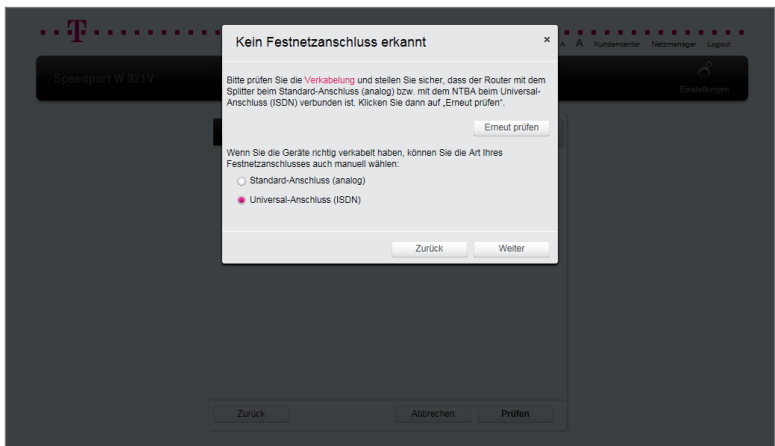 T
Kein Festnetzanschluss erkannt ×
A A Kundencenter Netzmanager Logout
Speedport W 921V
Einstellungen
Bitte prüfen Sie die Verkabelung und stellen Sie sicher, dass der Router mit dem
Splitter beim Standard-Anschluss (analog) bzw. mit dem NTBA beim Universal-
Anschluss (ISDN) verbunden ist. Klicken Sie dann auf „Erneut prüfen“.
Erneut prüfen
Wenn Sie die Geräte richtig verkabelt haben, können Sie die Art Ihres
Festnetzanschlusses auch manuell wählen:
Standard-Anschluss (analog)
Universal-Anschluss (ISDN)
Zurück Weiter
Zurück Abbrechen Prüfen